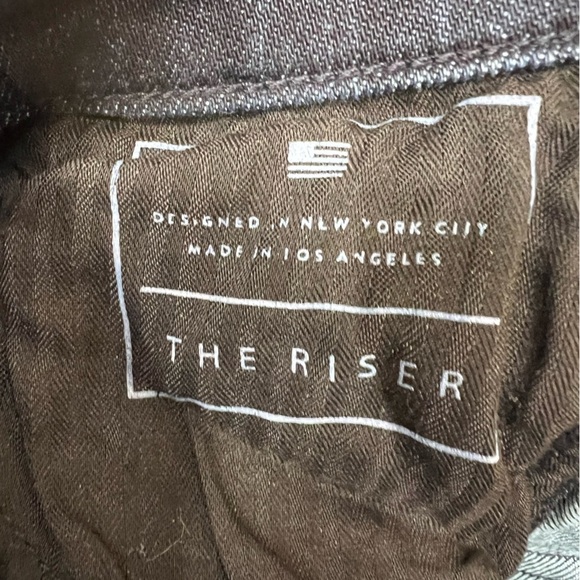 DESIGNED IN NEW YORK CITY
MADE IN LOS ANGELES
THE RISER